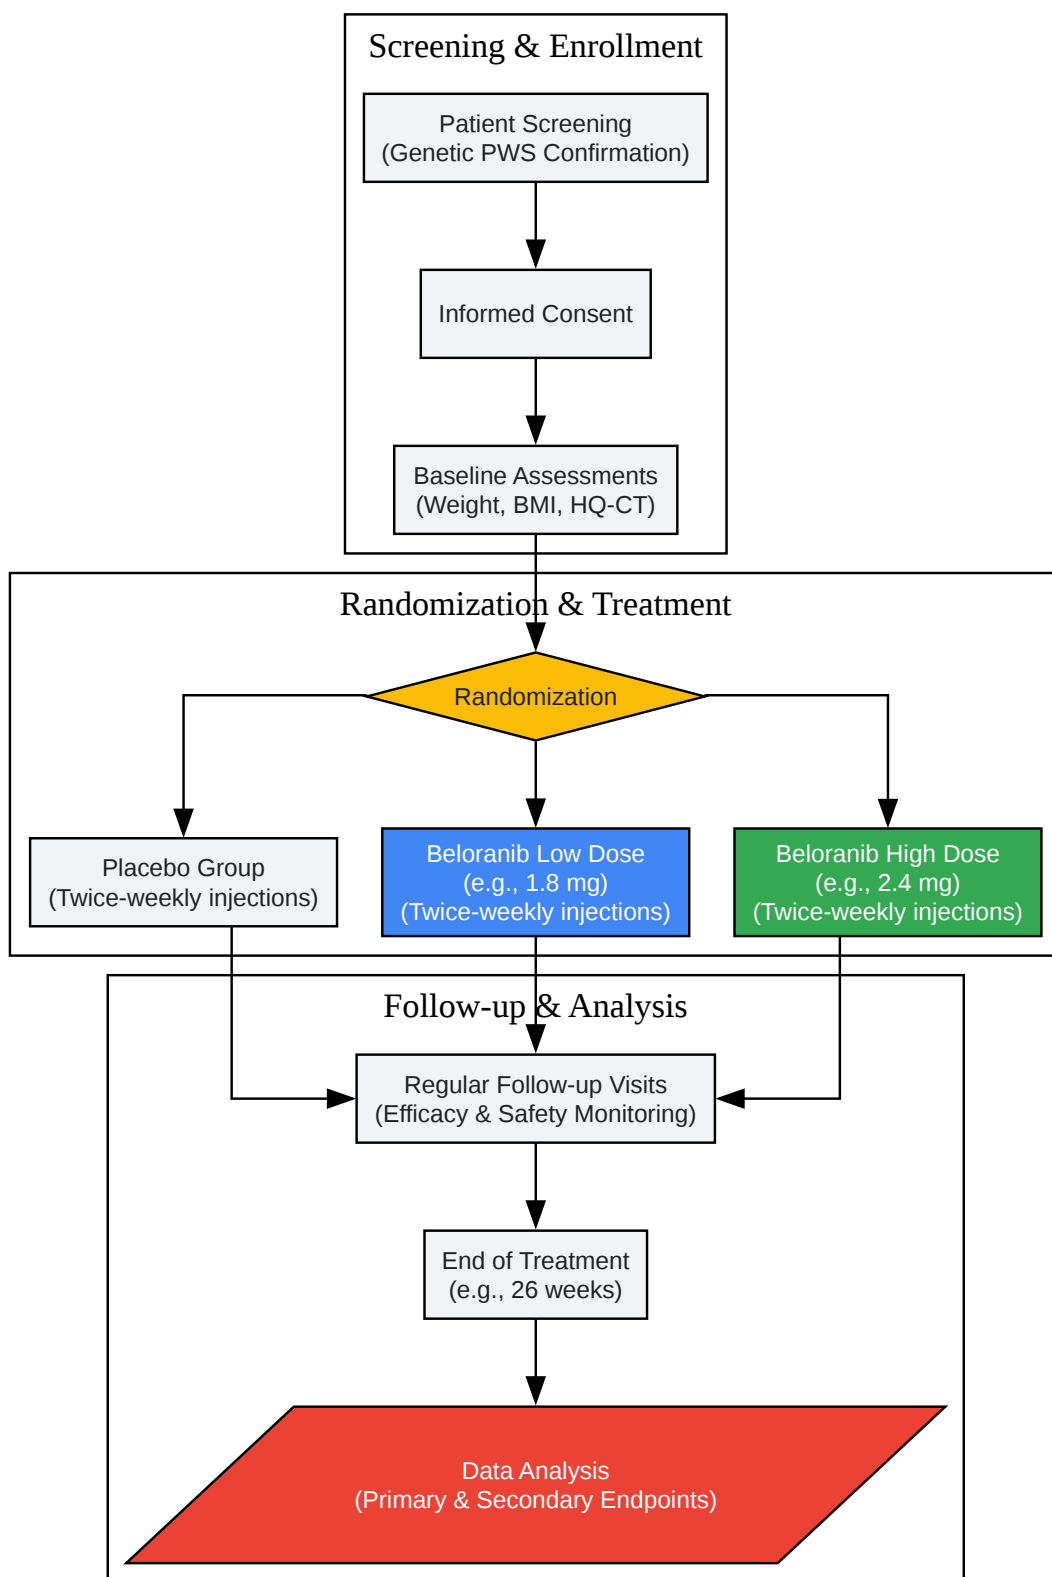 Screening & Enrollment
Patient Screening
(Genetic PWS Confirmation)
Informed Consent
Baseline Assessments
(Weight, BMI, HQ-CT)
Randomization & Treatment
Randomization
Placebo Group
(Twice-weekly injections)
Beloranib Low Dose
(e.g., 1.8 mg)
(Twice-weekly injections)
Beloranib High Dose
(e.g., 2.4 mg)
(Twice-weekly injections)
Follow-up & Analysis
Regular Follow-up Visits
(Efficacy & Safety Monitoring)
End of Treatment
(e.g., 26 weeks)
Data Analysis
(Primary & Secondary Endpoints)